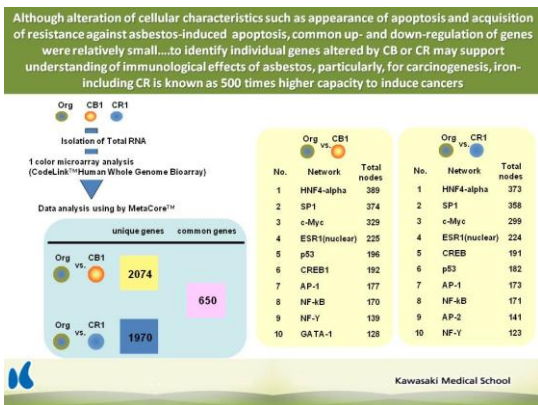 Although alteration of cellular characteristics such as appearance of apoptosis and acquisition
of resistance against asbestos-induced apoptosis, common up- and down-regulation of genes
were relatively small....to identify individual genes altered by CB or CR may support
understanding of immunological effects of asbestos, particularly, for carcinogenesis, iron-
including CR is known as 500 times higher capacity to induce cancers
Org CB1 CR1
Isolation of Total RNA
1 color microarray analysis
(CodeLink™Human Whole Genome Bioarray)
Data analysis using by MetaCore™
unique genes common genes
Org vs. CB1
2074
650
Org vs. CR1
1970
Org vs. CB1
No. Network Total nodes
1 HNF4-alpha 389
2 SP1 374
3 c-Myc 329
4 ESR1(nuclear) 225
5 p53 196
6 CREB1 192
7 AP-1 177
8 NF-kB 170
9 NF-Y 139
10 GATA-1 128
Org vs. CR1
No. Network Total nodes
1 HNF4-alpha 373
2 SP1 358
3 c-Myc 299
4 ESR1(nuclear) 224
5 CREB 191
6 p53 182
7 AP-1 173
8 NF-kB 171
9 AP-2 141
10 NF-Y 123
Kawasaki Medical School